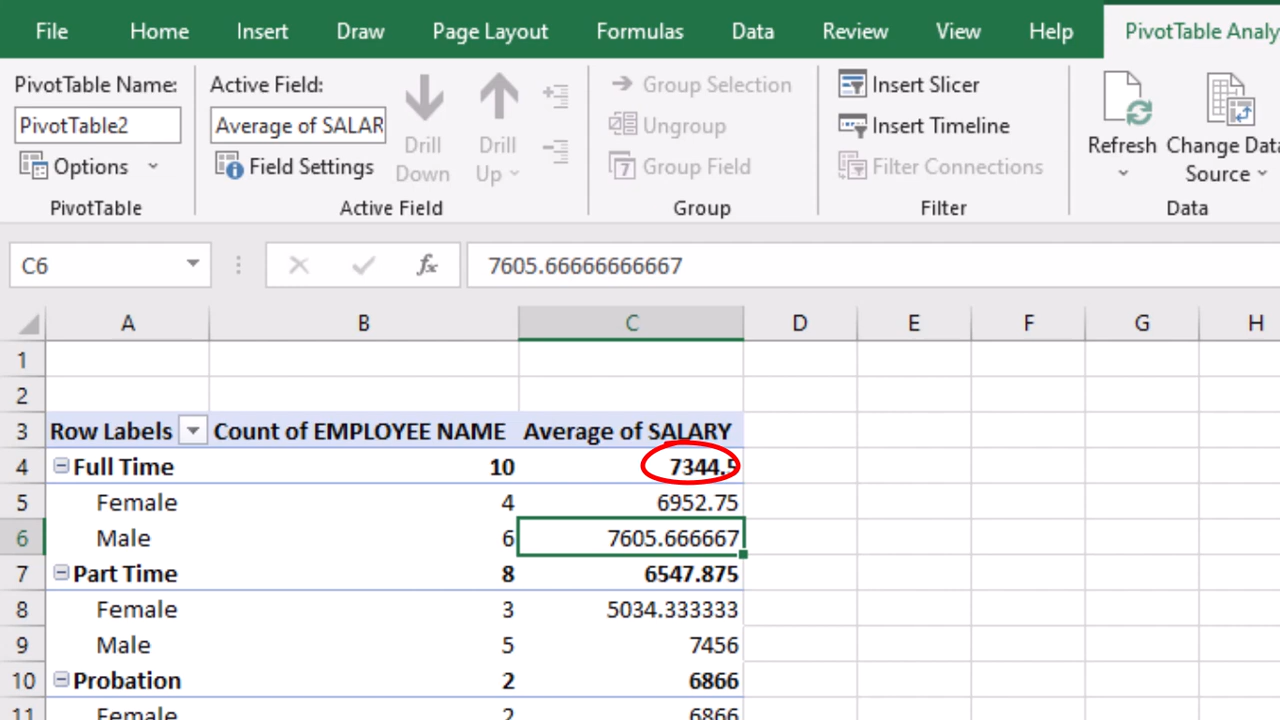 File Home Insert Draw Page Layout Formulas Data Review View Help PivotTable Analy
PivotTable Name: Active Field: Group Selection Insert Slicer
PivotTable2 Average of SALAR Drill Down Drill Up Ungroup Insert Timeline Refresh Change Data Source
Options Field Settings 7 Group Field Filter Connections
PivotTable Active Field Group Filter Data
C6 fx 7605.66666666667
A B C D E F G H
1
2
3 Row Labels Count of EMPLOYEE NAME Average of SALARY
4 Full Time 10 7344.5
5 Female 4 6952.75
6 Male 6 7605.666667
7 Part Time 8 6547.875
8 Female 3 5034.333333
9 Male 5 7456
10 Probation 2 6866
11 Female 2 6866